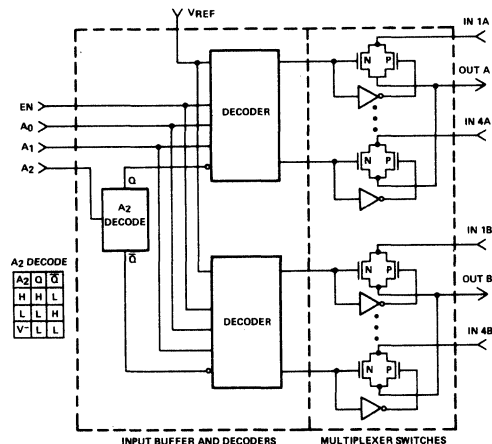 VREF
IN 1A
N P
OUT A
EN
A0
A1
A2
DECODER
IN 4A
N P
Q
A2
DECODE
Q̅
IN 1B
N P
OUT B
A2 DECODE
A2 Q Q̅
H H L
L L H
V⁻ L L
DECODER
IN 4B
N P
INPUT BUFFER AND DECODERS
MULTIPLEXER SWITCHES